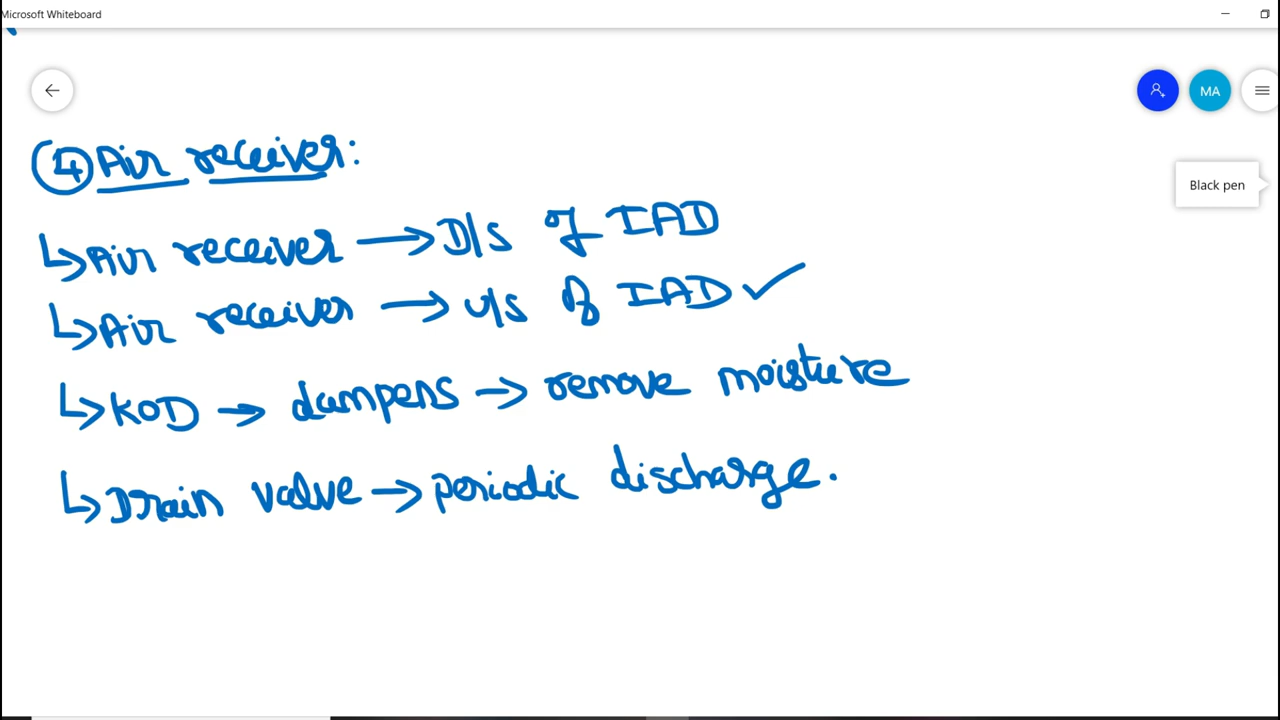 Microsoft Whiteboard
MA
Black pen
④ Air receiver:
↳ Air receiver → D/s of IAD
↳ Air receiver → u/s of IAD ✓
↳ KOD → dampens → remove moisture
↳ Drain valve → periodic discharge.